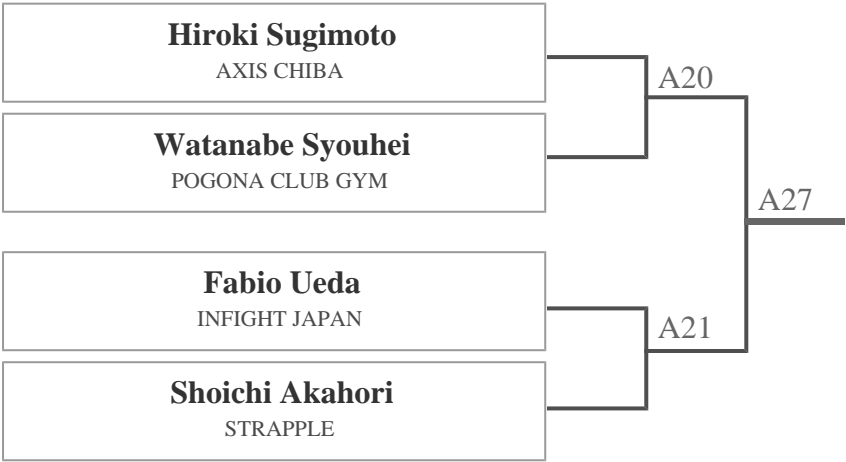 Hiroki Sugimoto
AXIS CHIBA
A20
Watanabe Syouhei
POGONA CLUB GYM
A27
Fabio Ueda
INFIGHT JAPAN
A21
Shoichi Akahori
STRAPPLE